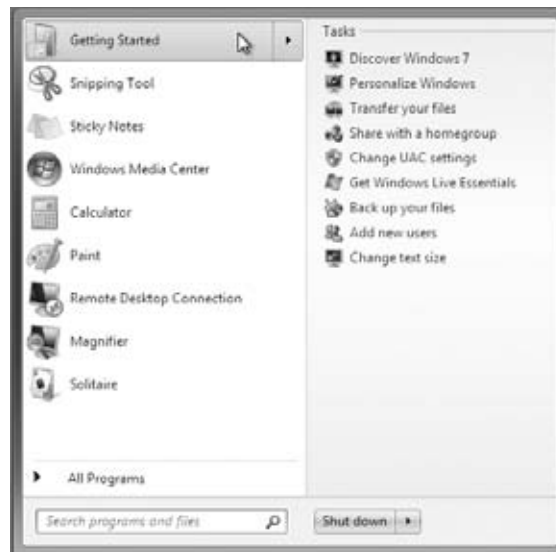 Getting Started
Snipping Tool
Sticky Notes
Windows Media Center
Calculator
Paint
Remote Desktop Connection
Magnifier
Solitaire
All Programs
Search programs and files
Tasks
Discover Windows 7
Personalize Windows
Transfer your files
Share with a homegroup
Change UAC settings
Get Windows Live Essentials
Back up your files
Add new users
Change text size
Shut down